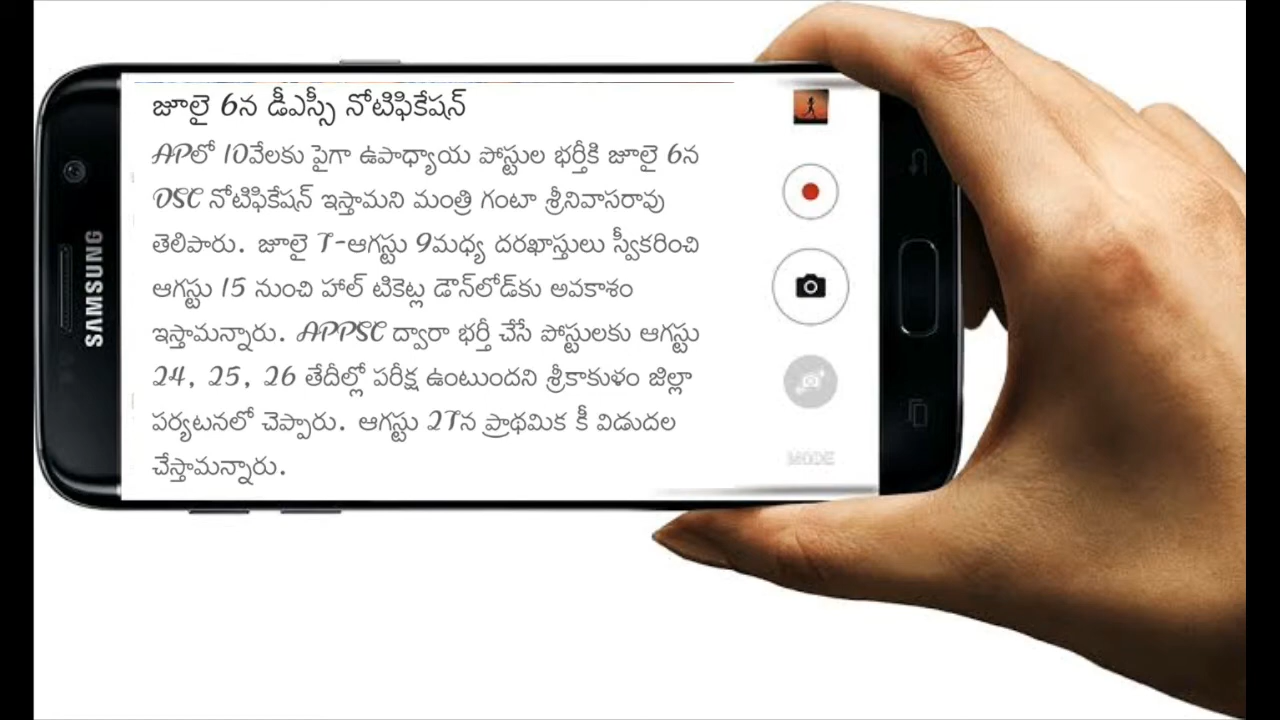 జూలై 6న డీఎస్సీ నోటిఫికేషన్
APలో 10వేలకు పైగా ఉపాధ్యాయ పోస్టుల భర్తీకి జూలై 6న
DSC నోటిఫికేషన్ ఇస్తామని మంత్రి గంటా శ్రీనివాసరావు
తెలిపారు. జూలై 7-ఆగస్టు 9మధ్య దరఖాస్తులు స్వీకరించి
ఆగస్టు 15 నుంచి హాల్ టికెట్ల డౌన్‌లోడ్‌కు అవకాశం
ఇస్తామన్నారు. APPSC ద్వారా భర్తీ చేసే పోస్టులకు ఆగస్టు
24, 25, 26 తేదీల్లో పరీక్ష ఉంటుందని శ్రీకాకుళం జిల్లా
పర్యటనలో చెప్పారు. ఆగస్టు 27న ప్రాథమిక కీ విడుదల
చేస్తామన్నారు.
SAMSUNG
MODE